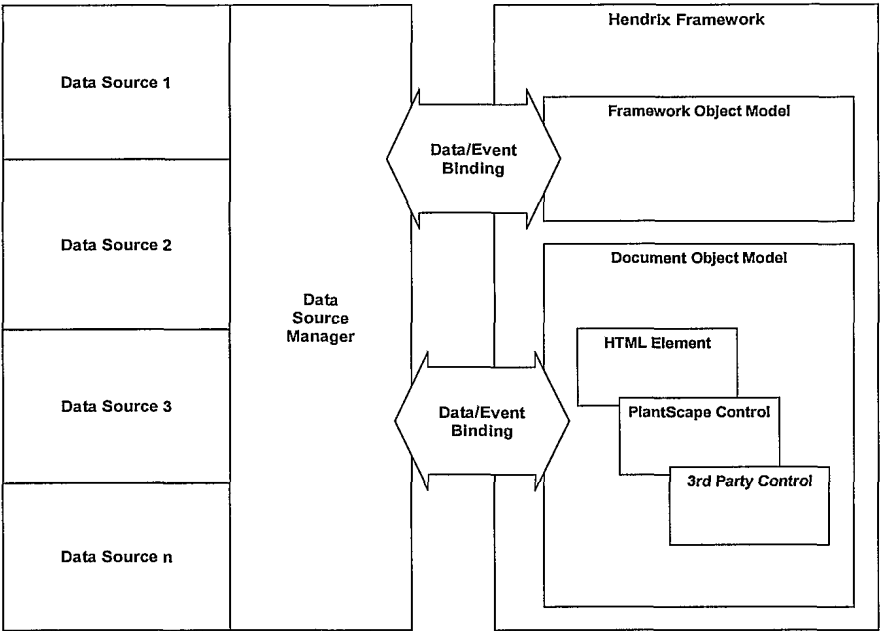 Data Source 1
Data Source 2
Data Source 3
Data Source n
Data
Source
Manager
Data/Event
Binding
Data/Event
Binding
Hendrix Framework
Framework Object Model
Document Object Model
HTML Element
PlantScape Control
3rd Party Control